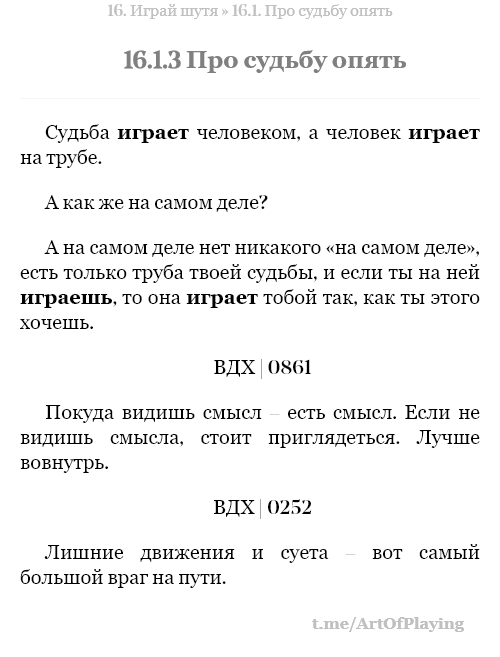 16. Играй шутя » 16.1. Про судьбу опять
16.1.3 Про судьбу опять
Судьба играет человеком, а человек играет
на трубе.
А как же на самом деле?
А на самом деле нет никакого «на самом деле»,
есть только труба твоей судьбы, и если ты на ней
играешь, то она играет тобой так, как ты этого
хочешь.
ВДХ | 0861
Покуда видишь смысл – есть смысл. Если не
видишь смысла, стоит приглядеться. Лучше
вовнутрь.
ВДХ | 0252
Лишние движения и суета – вот самый
большой враг на пути.
t.me/ArtOfPlaying